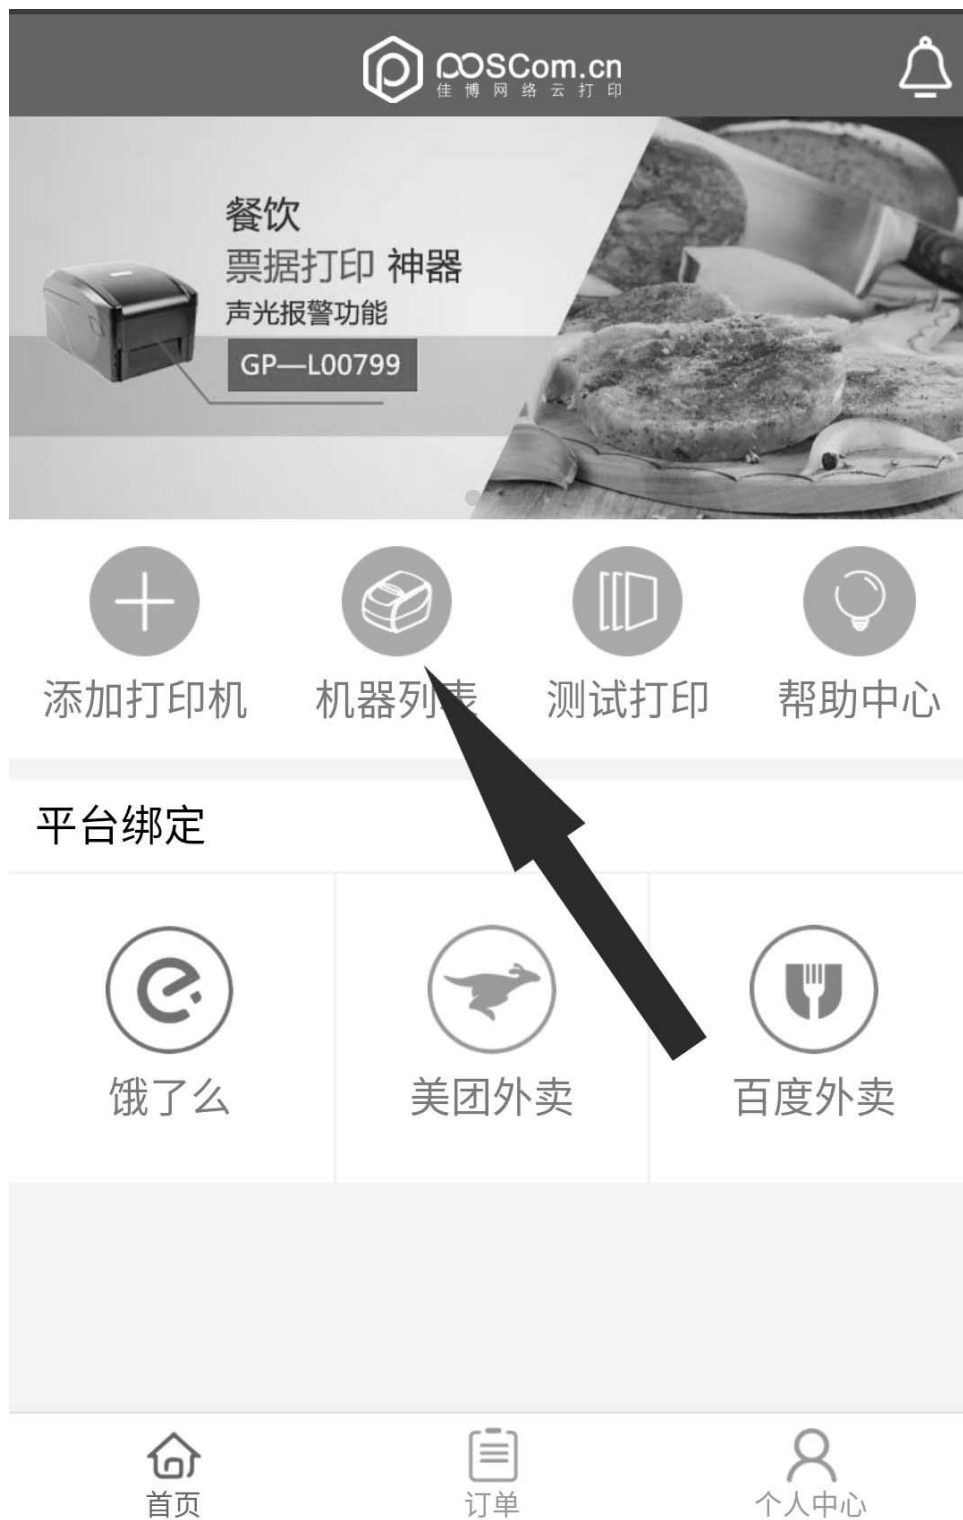 POSCom.cn
佳博网络云打印
餐饮
票据打印 神器
声光报警功能
GP—L00799
添加打印机 机器列表 测试打印 帮助中心
平台绑定
饿了么 美团外卖 百度外卖
首页 订单 个人中心